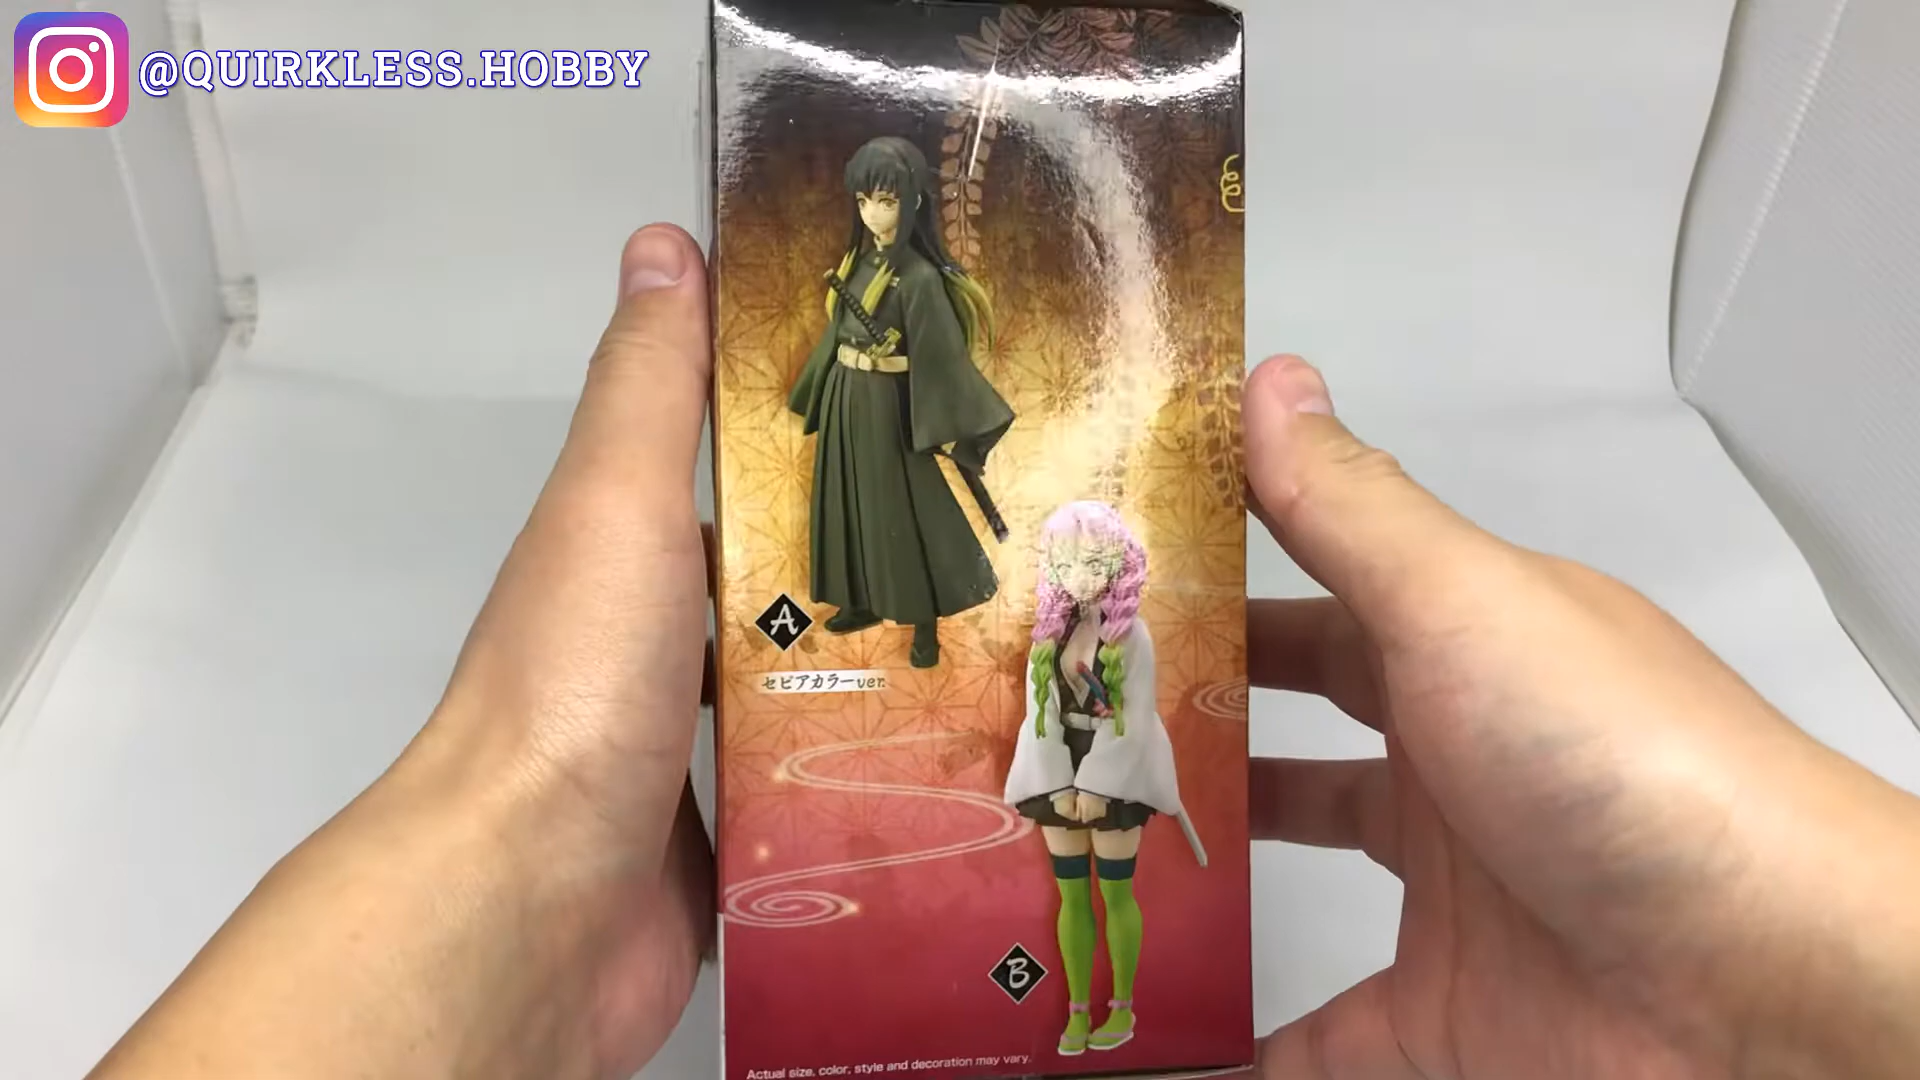 @QUIRKLESS.HOBBY
A
セピアカラーver.
B
Actual size, color, style and decoration may vary.